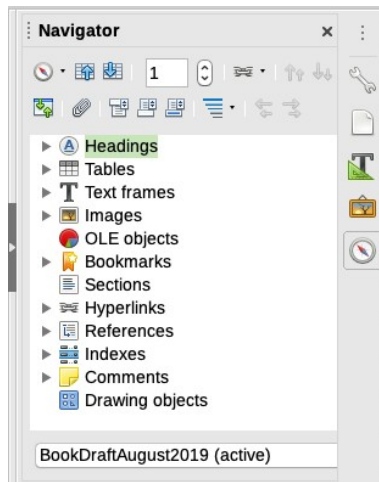 Navigator
1
Headings
Tables
Text frames
Images
OLE objects
Bookmarks
Sections
Hyperlinks
References
Indexes
Comments
Drawing objects
BookDraftAugust2019 (active)